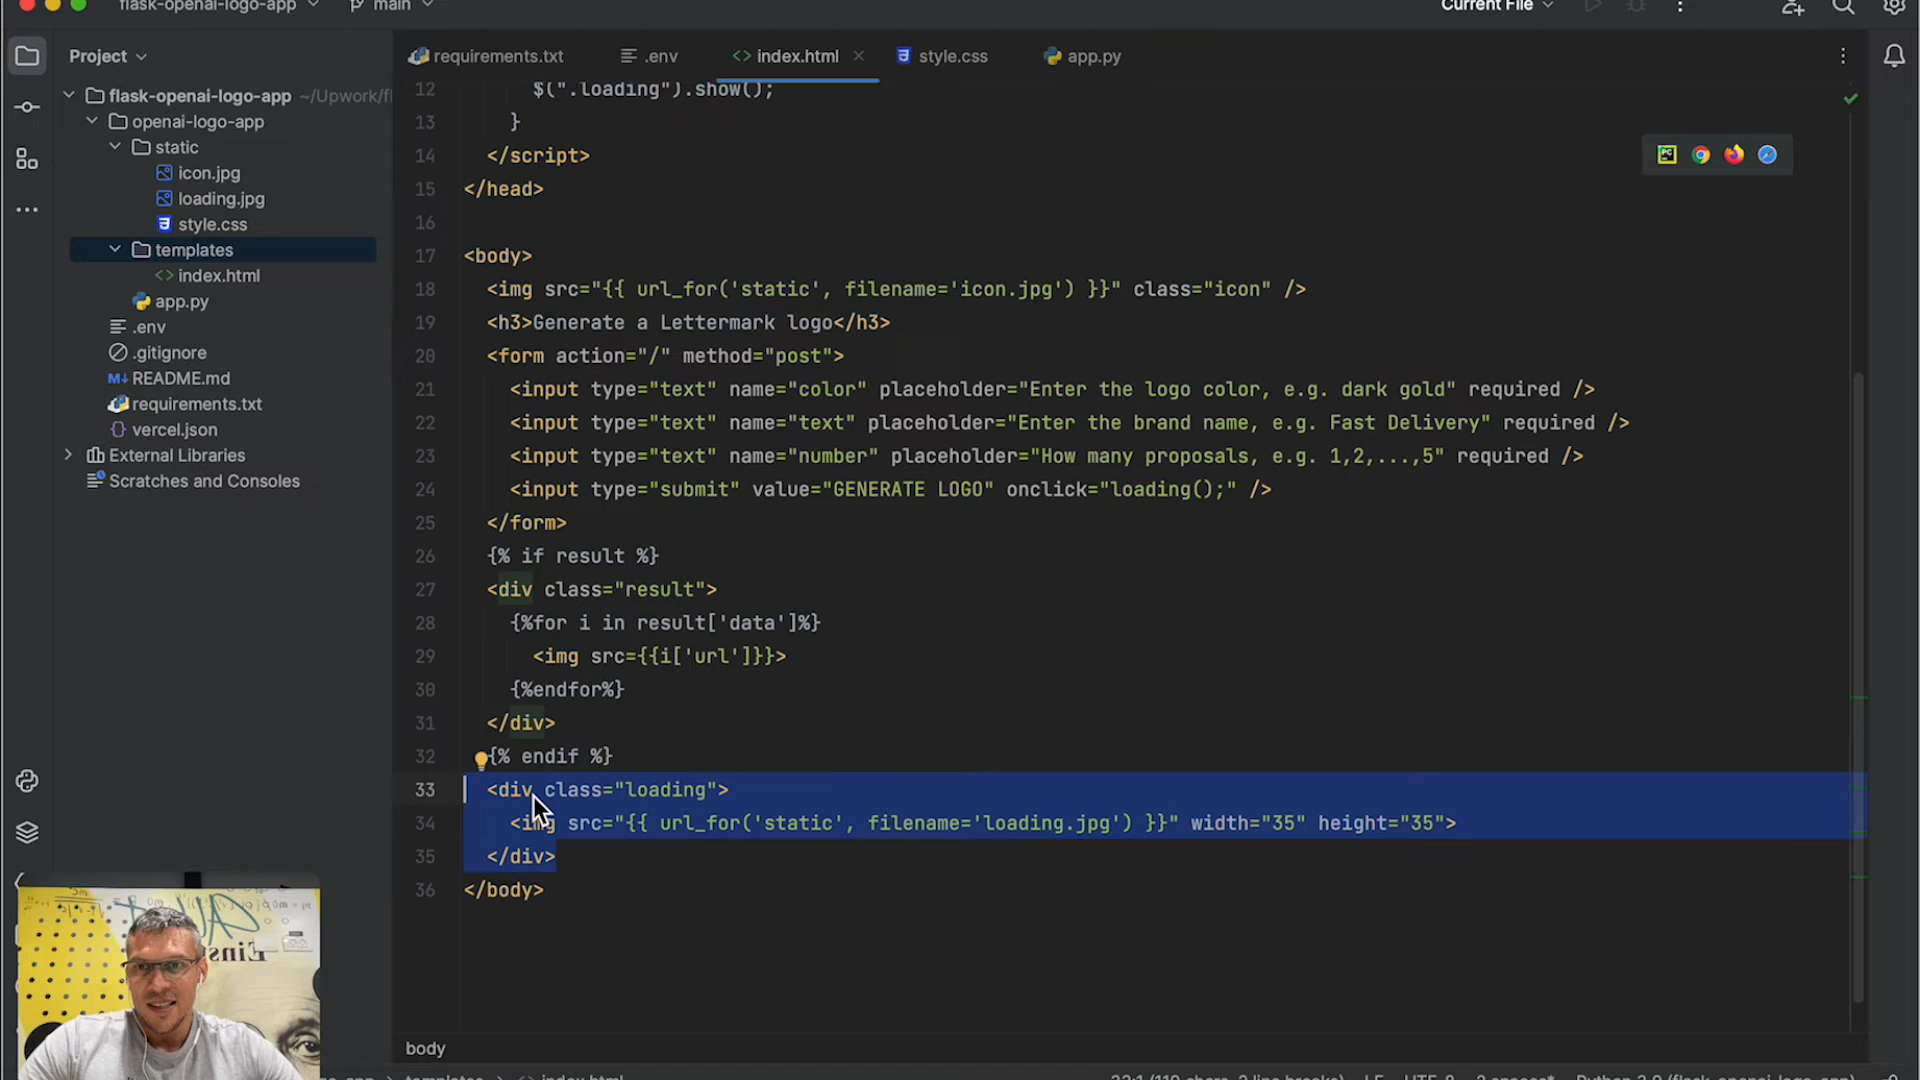 flask-openai-logo-app
main
Current File
Project
requirements.txt
.env
index.html
style.css
app.py
flask-openai-logo-app ~/Upwork/fl
openai-logo-app
static
icon.jpg
loading.jpg
style.css
templates
index.html
app.py
.env
.gitignore
README.md
requirements.txt
vercel.json
External Libraries
Scratches and Consoles
12 $(".loading").show();
13 }
14 </script>
15 </head>
16
17 <body>
18 <img src="{{ url_for('static', filename='icon.jpg') }}" class="icon" />
19 <h3>Generate a Lettermark logo</h3>
20 <form action="/" method="post">
21 <input type="text" name="color" placeholder="Enter the logo color, e.g. dark gold" required />
22 <input type="text" name="text" placeholder="Enter the brand name, e.g. Fast Delivery" required />
23 <input type="text" name="number" placeholder="How many proposals, e.g. 1,2,...,5" required />
24 <input type="submit" value="GENERATE LOGO" onclick="loading();" />
25 </form>
26 {% if result %}
27 <div class="result">
28 {%for i in result['data']%}
29 <img src={{i['url']}}>
30 {%endfor%}
31 </div>
32 {% endif %}
33 <div class="loading">
34 <img src="{{ url_for('static', filename='loading.jpg') }}" width="35" height="35">
35 </div>
36 </body>
body